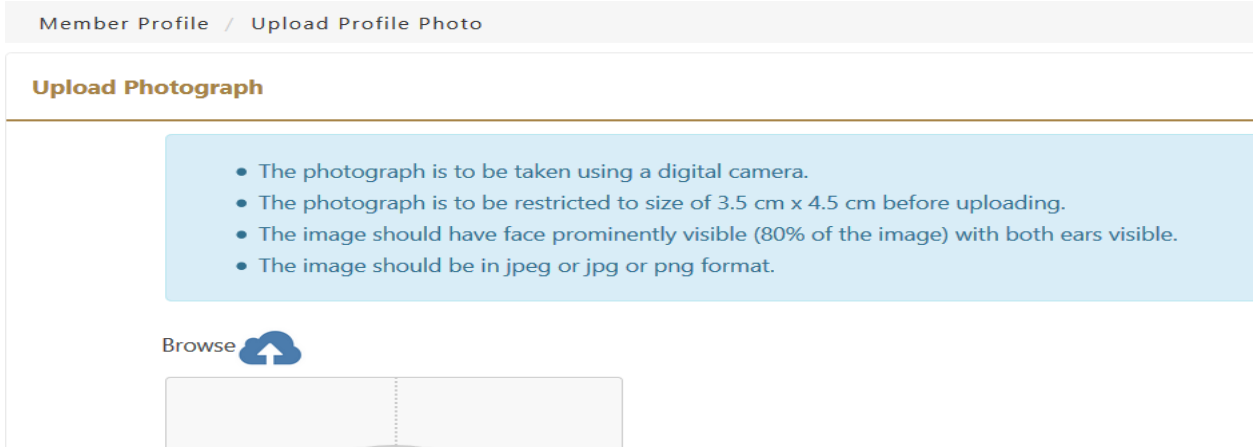 Member Profile / Upload Profile Photo
Upload Photograph
• The photograph is to be taken using a digital camera.
• The photograph is to be restricted to size of 3.5 cm x 4.5 cm before uploading.
• The image should have face prominently visible (80% of the image) with both ears visible.
• The image should be in jpeg or jpg or png format.
Browse